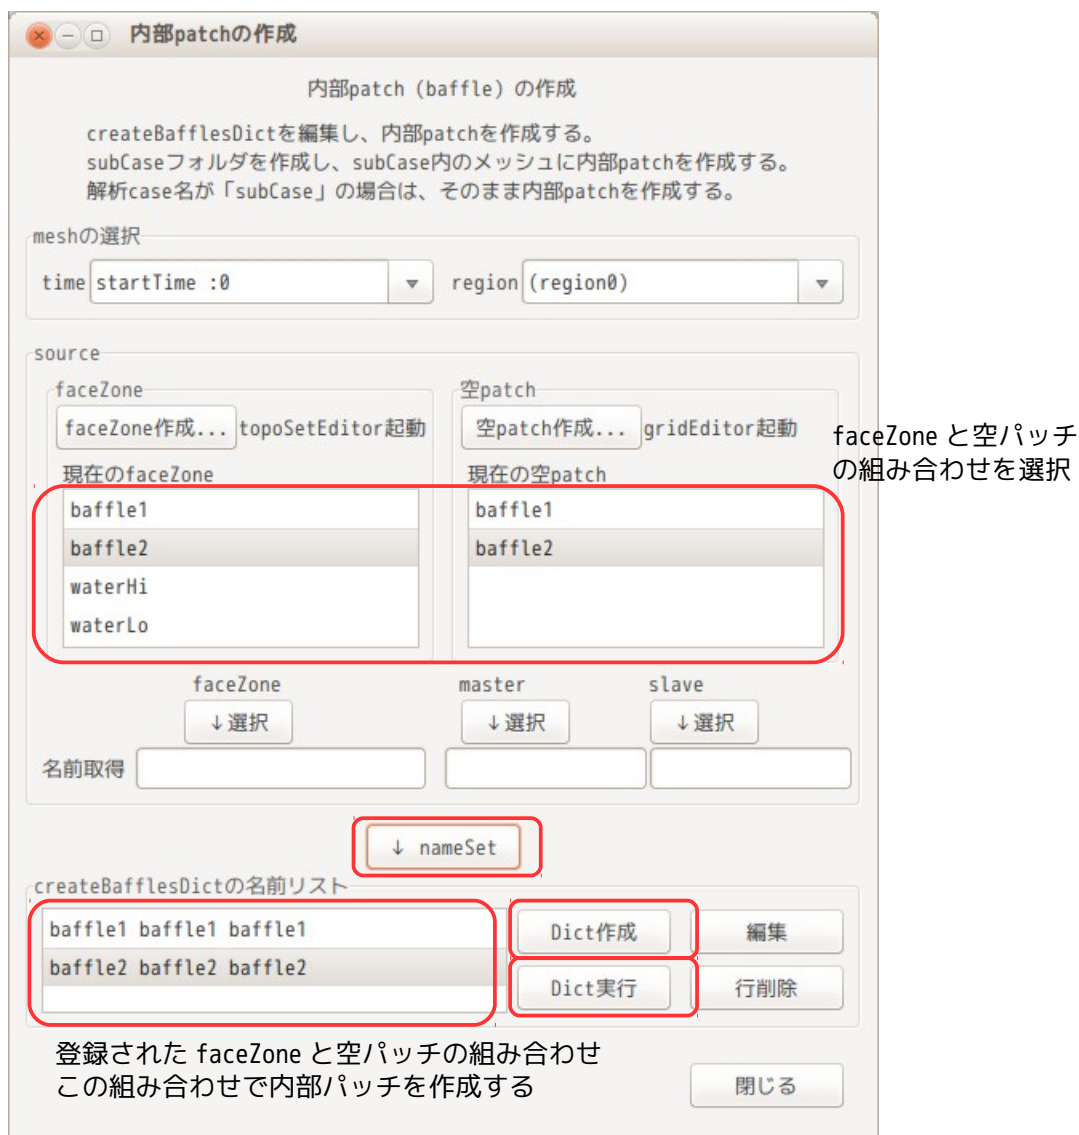 内部patchの作成
内部patch (baffle) の作成
createBafflesDictを編集し、内部patchを作成する。
subCaseフォルダを作成し、subCase内のメッシュに内部patchを作成する。
解析case名が「subCase」の場合は、そのまま内部patchを作成する。
meshの選択
time startTime :0 region (region0)
source
faceZone 空patch
faceZone作成... topoSetEditor起動 空patch作成... gridEditor起動
faceZone と空パッチ
の組み合わせを選択
現在のfaceZone 現在の空patch
baffle1 baffle1
baffle2 baffle2
waterHi
waterLo
faceZone master slave
↓選択 ↓選択 ↓選択
名前取得
↓ nameSet
createBafflesDictの名前リスト
baffle1 baffle1 baffle1 Dict作成 編集
baffle2 baffle2 baffle2 Dict実行 行削除
登録された faceZone と空パッチの組み合わせ
この組み合わせで内部パッチを作成する
閉じる